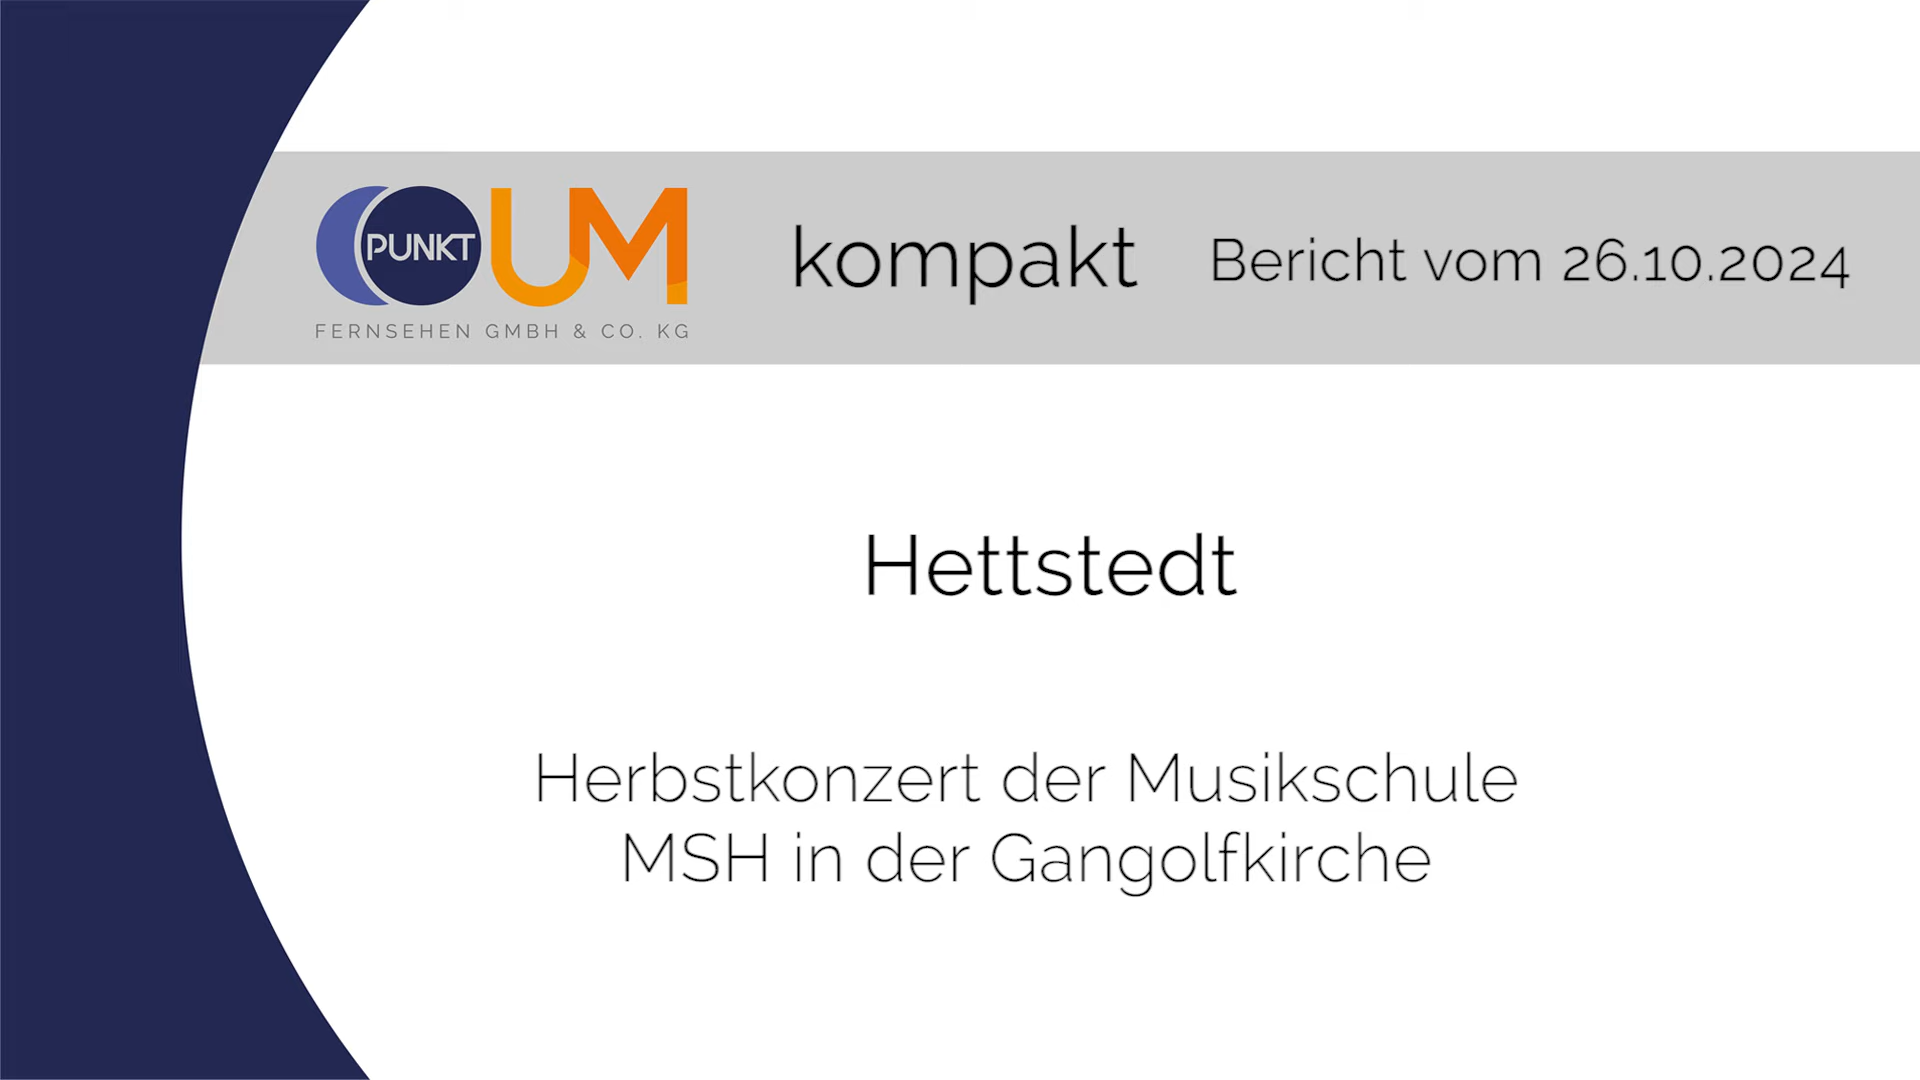 PUNKT UM
FERNSEHEN GMBH & CO. KG
kompakt
Bericht vom 26.10.2024
Hettstedt
Herbstkonzert der Musikschule
MSH in der Gangolfkirche